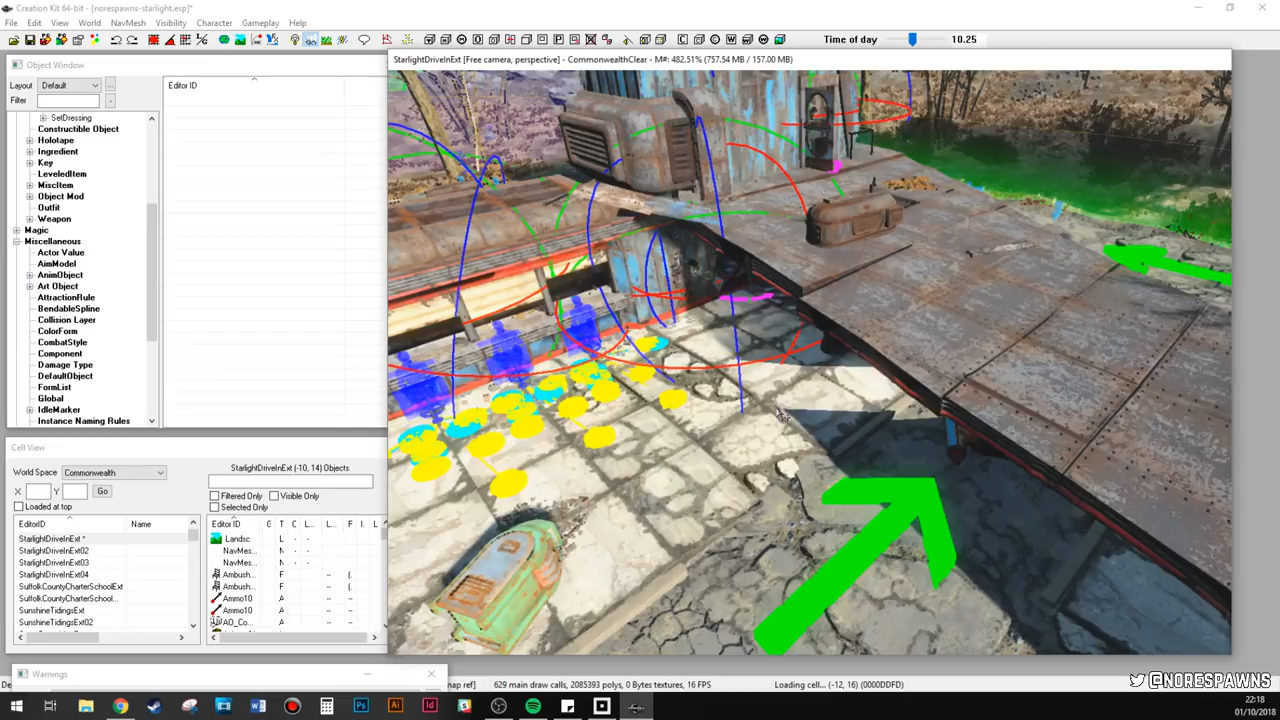 Creation Kit 64-bit - [norespawns-starlight.esp]*
File Edit View World NavMesh Visibility Character Gameplay Help
Time of day 10.25
Object Window
StarlightDriveInExt [Free camera, perspective] - CommonwealthClear - M#: 482.51% (757.54 MB / 157.00 MB)
Layout Default ...
Editor ID
Filter
SetDressing
Constructible Object
Holotape
Ingredient
Key
LeveledItem
MiscItem
Object Mod
Outfit
Weapon
Magic
Miscellaneous
Actor Value
AimModel
AnimObject
Art Object
AttractionRule
BendableSpline
Collision Layer
ColorForm
CombatStyle
Component
Damage Type
DefaultObject
FormList
Global
IdleMarker
Instance Naming Rules
Cell View
World Space Commonwealth
StarlightDriveInExt (-10, 14) Objects
X Y Go
Filtered Only Visible Only
Loaded at top
Selected Only
EditorID Name
Editor ID G T C L... L... F I. L
StarlightDriveInExt *
StarlightDriveInExt02
StarlightDriveInExt03
StarlightDriveInExt04
SuffolkCountyCharterSchoolExt
SuffolkCountyCharterSchool...
SunshineTidingsExt
SunshineTidingsExt02
Landsc L - -
NavMes... N - -
NavMes... N - -
Ambush... F -- (.
Ambush... F -- (.
Ammo10 A -- --
Ammo10 A -- --
AO_Co... -- --
Warnings
629 main draw calls, 2085393 polys, 0 Bytes textures, 16 FPS
Loading cell... (-12, 16) (0000DDFD)
@NORESPAWNS
22:18
01/10/2018